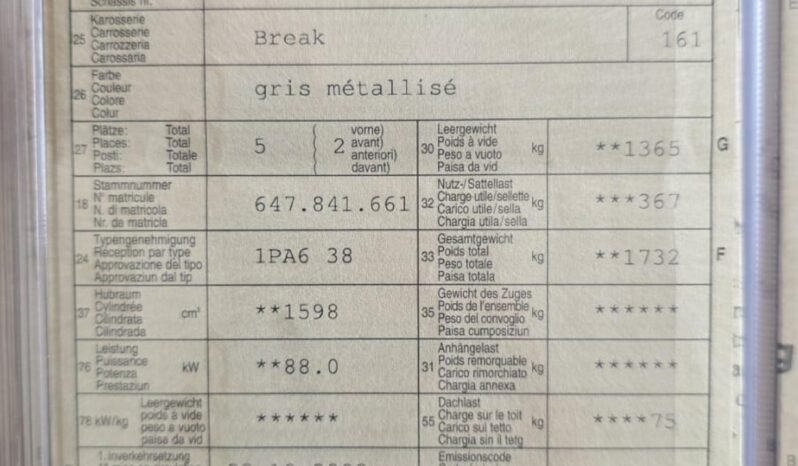 Schassis nr.
25 Karosserie
Carrosserie
Carrozzeria
Carossaria
Break
Code
161
26 Farbe
Couleur
Colore
Colur
gris métallisé
27 Plätze: Total
Places: Total
Posti: Totale
Plazs: Total
5 ( 2 vorne)
avant)
anteriori)
davant)
30 Leergewicht
Poids à vide kg
Peso a vuoto
Paisa da vid
**1365 G
18 Stammnummer
N° matricule
N. di matricola
Nr. da matricla
647.841.661
32 Nutz-/Sattellast
Charge utile/sellette
Carico utile/sella kg
Chargia utila/sella
***367
24 Typengenehmigung
Réception par type
Approvazione del tipo
Approvaziun dal tip
1PA6 38
33 Gesamtgewicht
Poids total
Peso totale kg
Paisa totala
**1732 F
37 Hubraum
Cylindrée cm³
Cilindrata
Cilindrada
**1598
35 Gewicht des Zuges
Poids de l'ensemble
Peso del convoglio kg
Paisa cumposiziun
******
76 Leistung
Puissance kW
Potenza
Prestaziun
**88.0
31 Anhängelast
Poids remorquable
Carico rimorchiato kg
Chargia annexa
******
78 kW/kg Leergewicht
poids à vide
peso a vuoto
paisa da vid
******
55 Dachlast
Charge sur le toit
Carico sul tetto kg
Chargia sin il tetg
****75
1. Inverkehrsetzung
Emissionscode